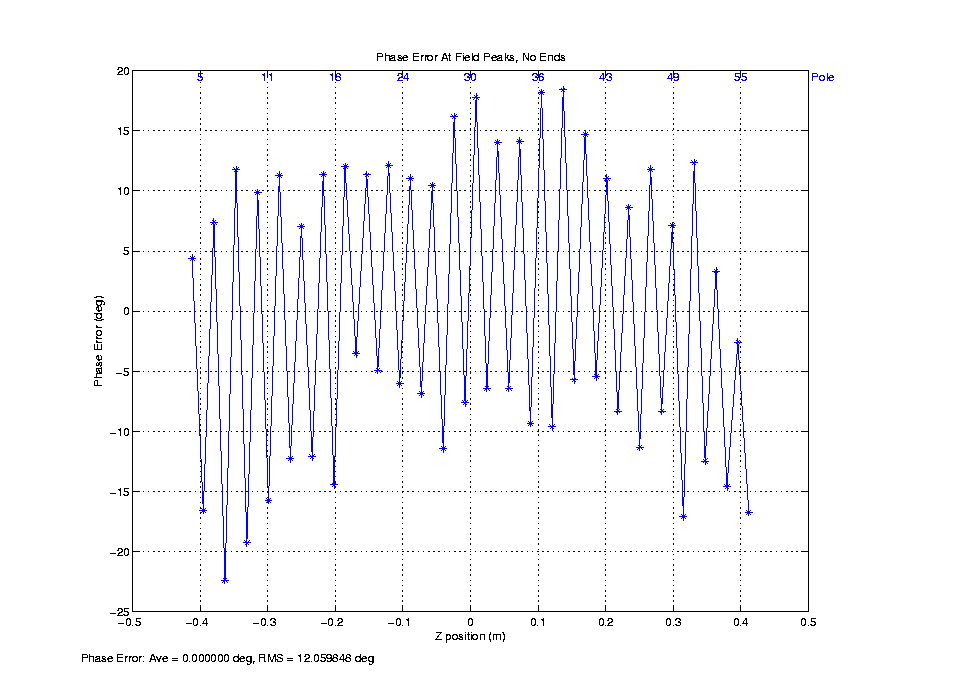 Phase Error At Field Peaks, No Ends
5 11 18 24 30 36 43 49 55 Pole
20
15
10
5
0
−5
−10
−15
−20
−25
Phase Error (deg)
−0.5 −0.4 −0.3 −0.2 −0.1 0 0.1 0.2 0.3 0.4 0.5
Z position (m)
Phase Error: Ave = 0.000000 deg, RMS = 12.059848 deg